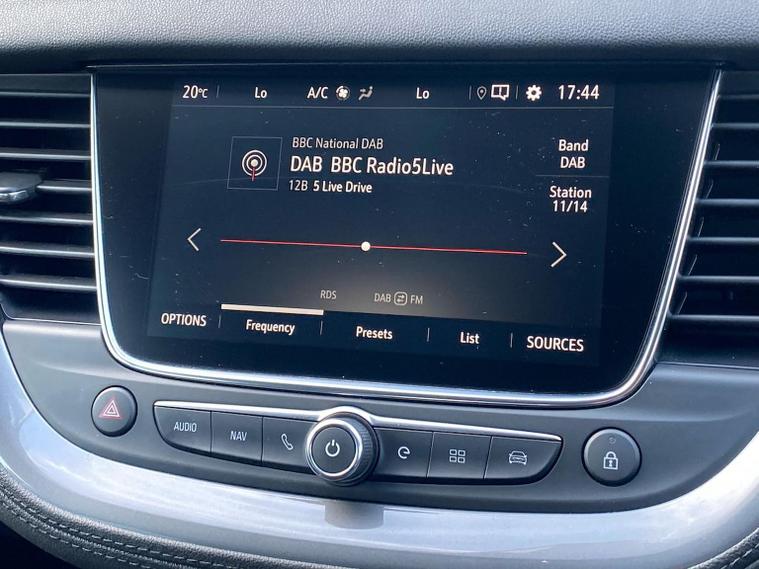 20°C Lo A/C Lo 17:44
BBC National DAB
DAB BBC Radio5Live
12B 5 Live Drive
Band
DAB
Station
11/14
RDS DAB FM
OPTIONS Frequency Presets List SOURCES
AUDIO NAV